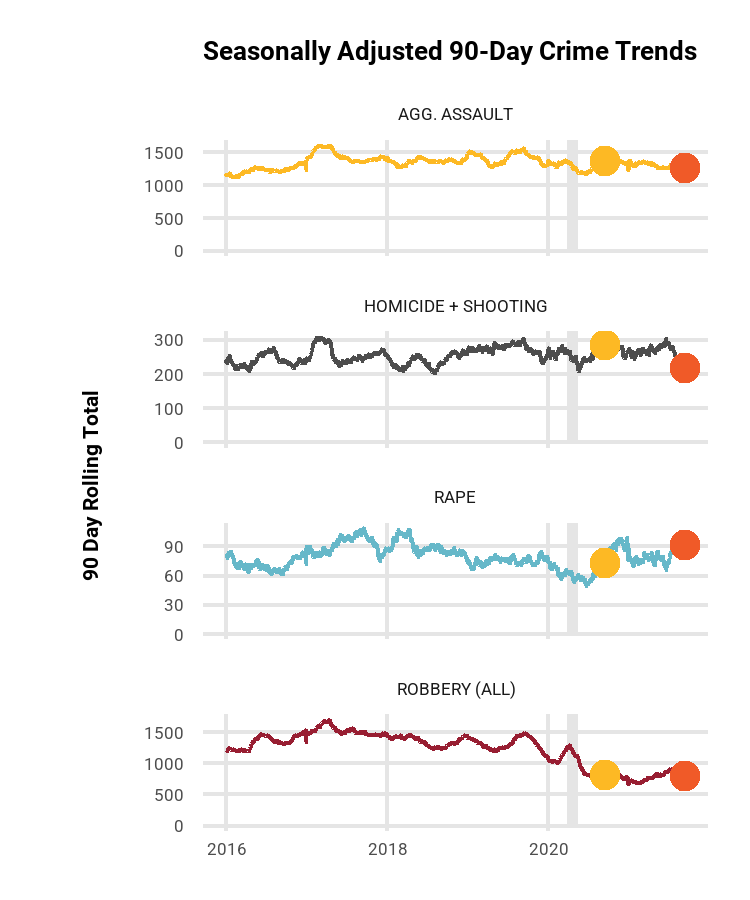 Seasonally Adjusted 90-Day Crime Trends
AGG. ASSAULT
1500
1000
500
0
HOMICIDE + SHOOTING
300
200
100
0
90 Day Rolling Total
RAPE
90
60
30
0
ROBBERY (ALL)
1500
1000
500
0
2016 2018 2020